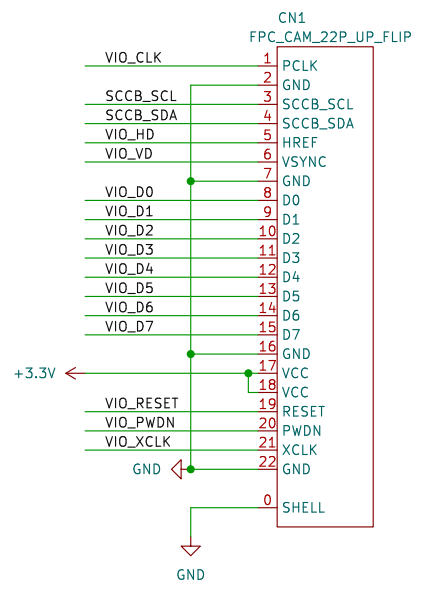 CN1
FPC_CAM_22P_UP_FLIP
VIO_CLK 1 PCLK
2 GND
SCCB_SCL 3 SCCB_SCL
SCCB_SDA 4 SCCB_SDA
VIO_HD 5 HREF
VIO_VD 6 VSYNC
7 GND
VIO_D0 8 D0
VIO_D1 9 D1
VIO_D2 10 D2
VIO_D3 11 D3
VIO_D4 12 D4
VIO_D5 13 D5
VIO_D6 14 D6
VIO_D7 15 D7
16 GND
+3.3V 17 VCC
18 VCC
VIO_RESET 19 RESET
VIO_PWDN 20 PWDN
VIO_XCLK 21 XCLK
GND 22 GND
0 SHELL
GND